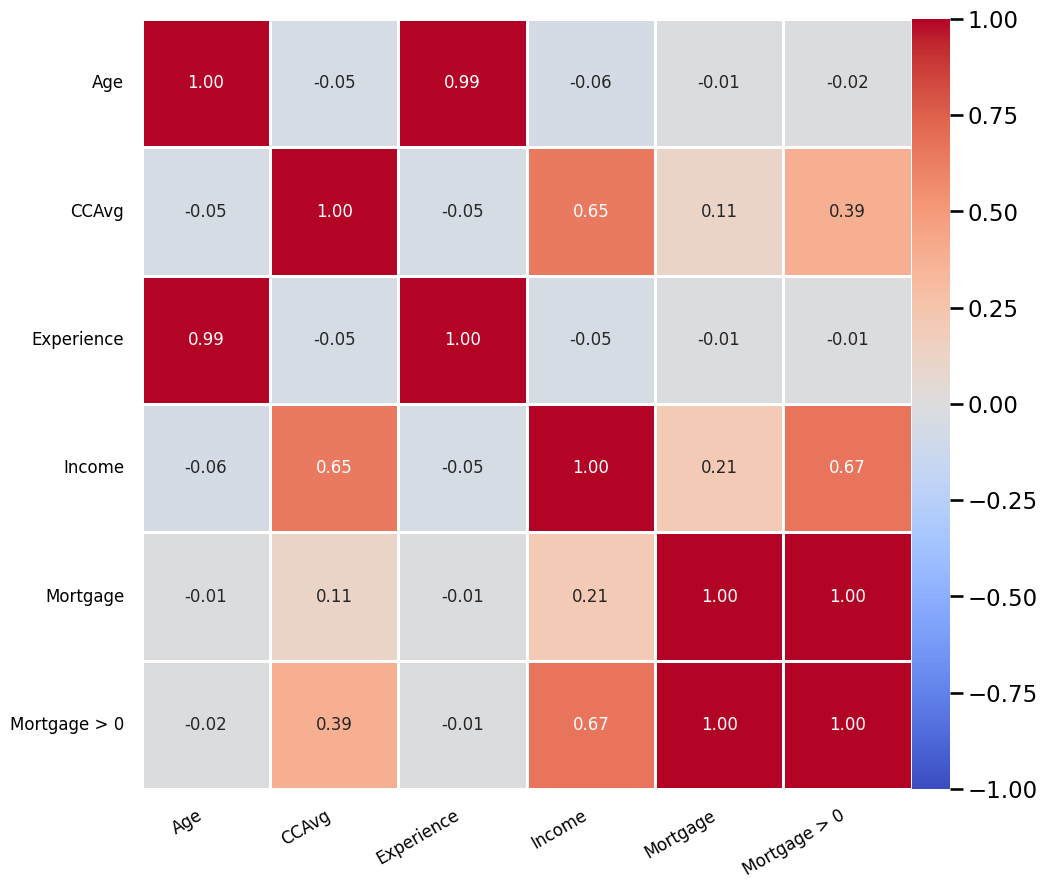 1.00
Age 1.00 -0.05 0.99 -0.06 -0.01 -0.02
0.75
CCAvg -0.05 1.00 -0.05 0.65 0.11 0.39
0.50
0.25
Experience 0.99 -0.05 1.00 -0.05 -0.01 -0.01
0.00
Income -0.06 0.65 -0.05 1.00 0.21 0.67
−0.25
−0.50
Mortgage -0.01 0.11 -0.01 0.21 1.00 1.00
−0.75
Mortgage > 0 -0.02 0.39 -0.01 0.67 1.00 1.00
−1.00
Age CCAvg Experience Income Mortgage Mortgage > 0